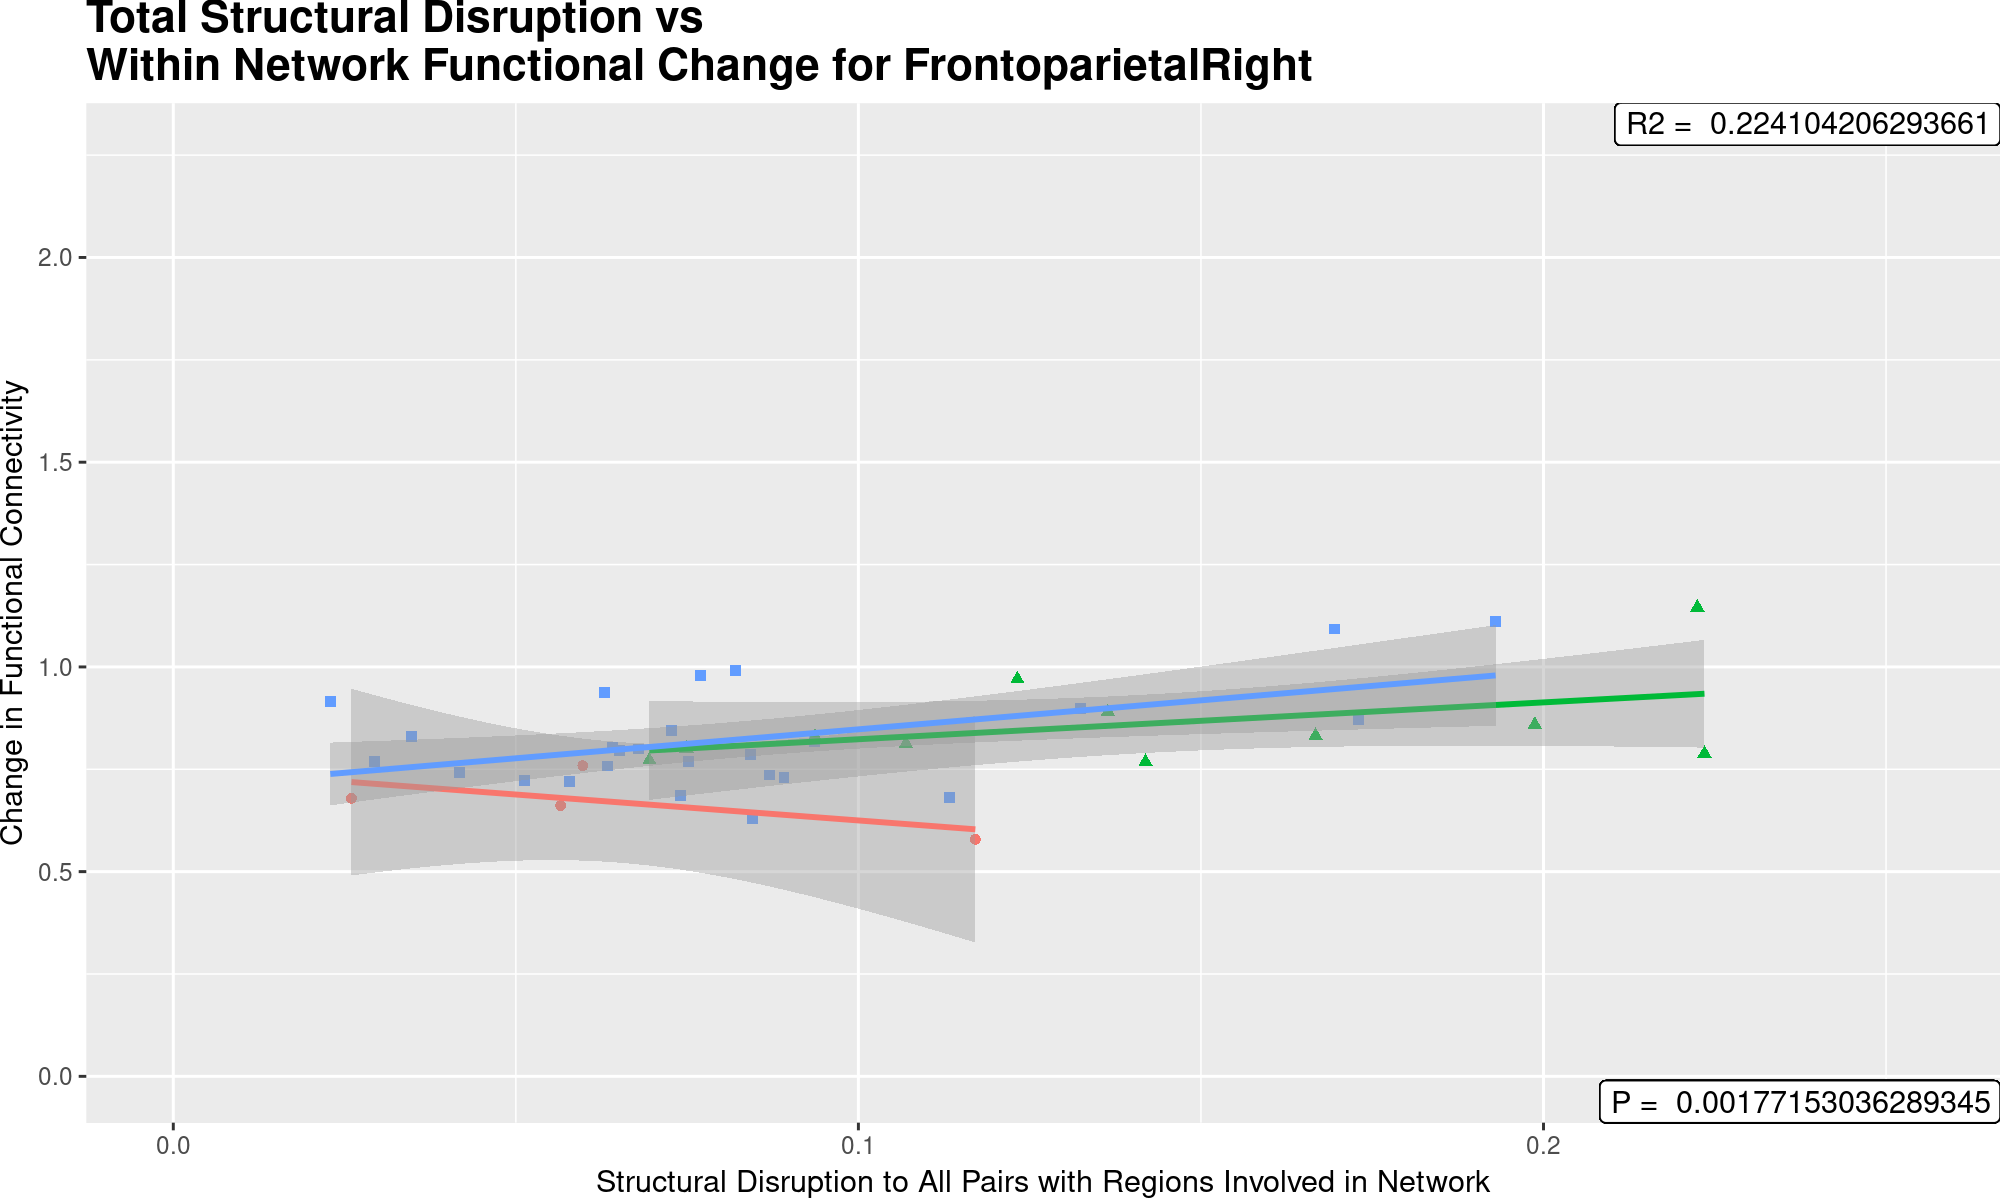 Total Structural Disruption vs
Within Network Functional Change for FrontoparietalRight
R2 =  0.224104206293661
2.0
1.5
1.0
0.5
0.0
Change in Functional Connectivity
P =  0.00177153036289345
0.0
0.1
0.2
Structural Disruption to All Pairs with Regions Involved in Network